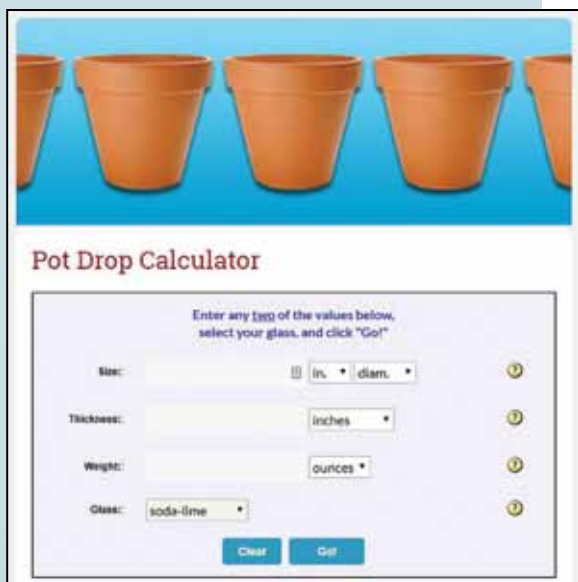 Pot Drop Calculator
Enter any two of the values below,
select your glass, and click "Go!"
Size: in. diam. ?
Thickness: inches ?
Weight: ounces ?
Glass: soda-lime ?
Clear Go!